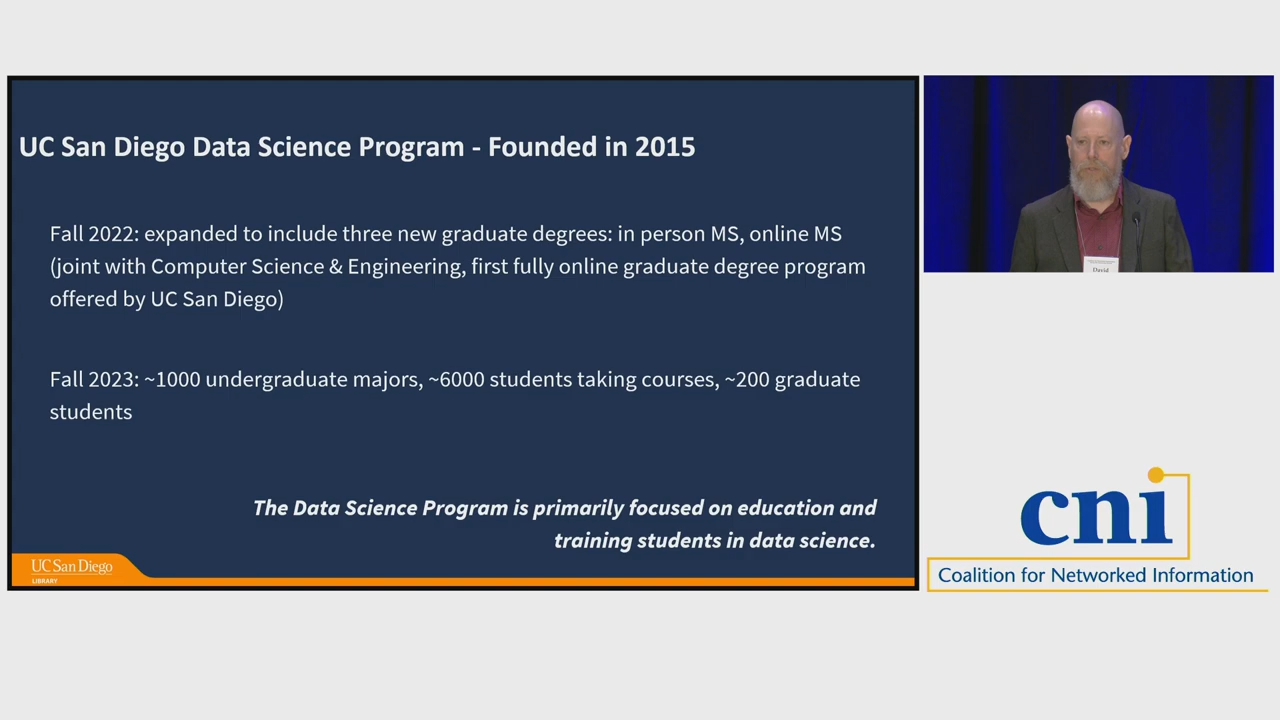 UC San Diego Data Science Program - Founded in 2015
Fall 2022: expanded to include three new graduate degrees: in person MS, online MS
(joint with Computer Science & Engineering, first fully online graduate degree program
offered by UC San Diego)
Fall 2023: ~1000 undergraduate majors, ~6000 students taking courses, ~200 graduate
students
The Data Science Program is primarily focused on education and
training students in data science.
UC San Diego
LIBRARY
David
cni
Coalition for Networked Information